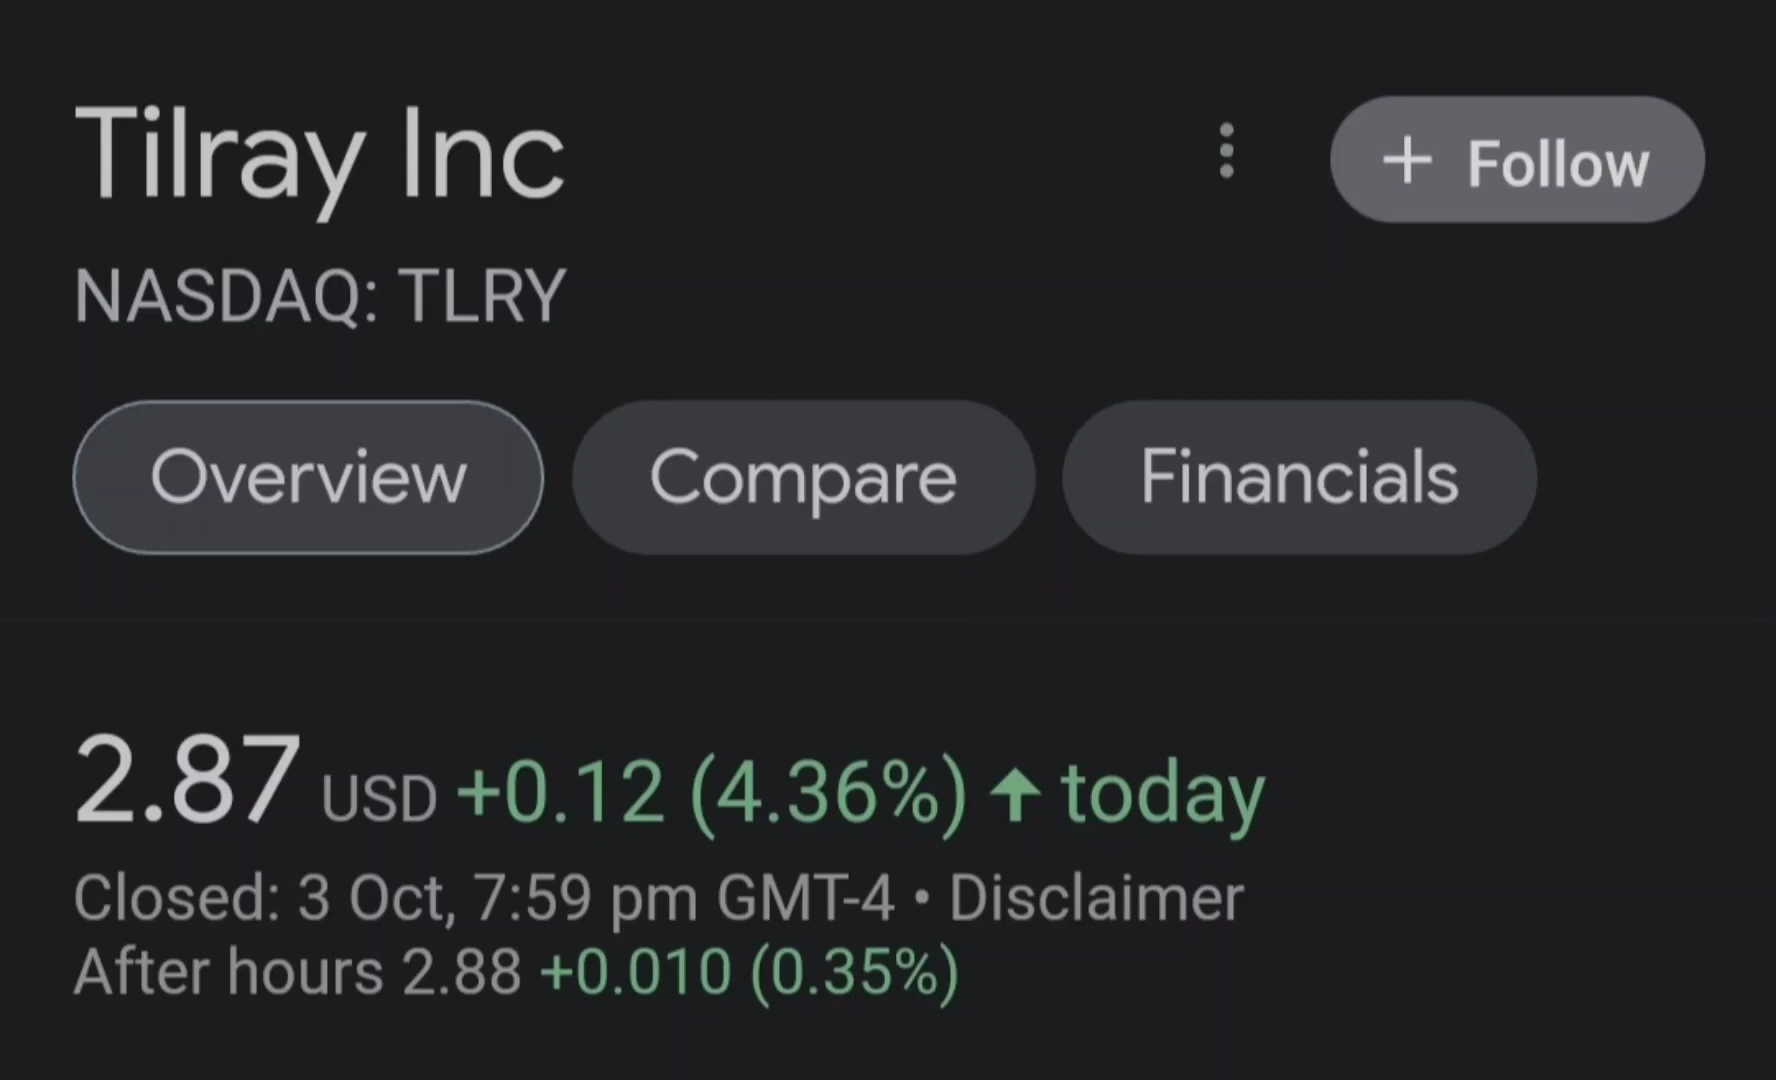 Tilray Inc
+ Follow
NASDAQ: TLRY
Overview Compare Financials
2.87 USD +0.12 (4.36%) ↑ today
Closed: 3 Oct, 7:59 pm GMT-4 • Disclaimer
After hours 2.88 +0.010 (0.35%)